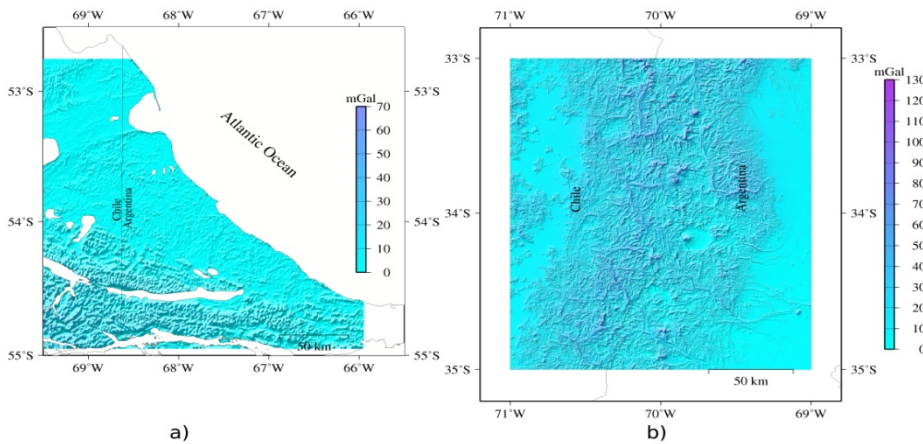 69°W 68°W 67°W 66°W
53°S
54°S
55°S
mGal
70
60
50
40
30
20
10
0
Atlantic Ocean
Chile
Argentina
50 km
69°W 68°W 67°W 66°W
a)
71°W 70°W 69°W
33°S 33°S
34°S 34°S
35°S 35°S
mGal
130
120
110
100
90
80
70
60
50
40
30
20
10
0
Chile
Argentina
50 km
71°W 70°W 69°W
b)